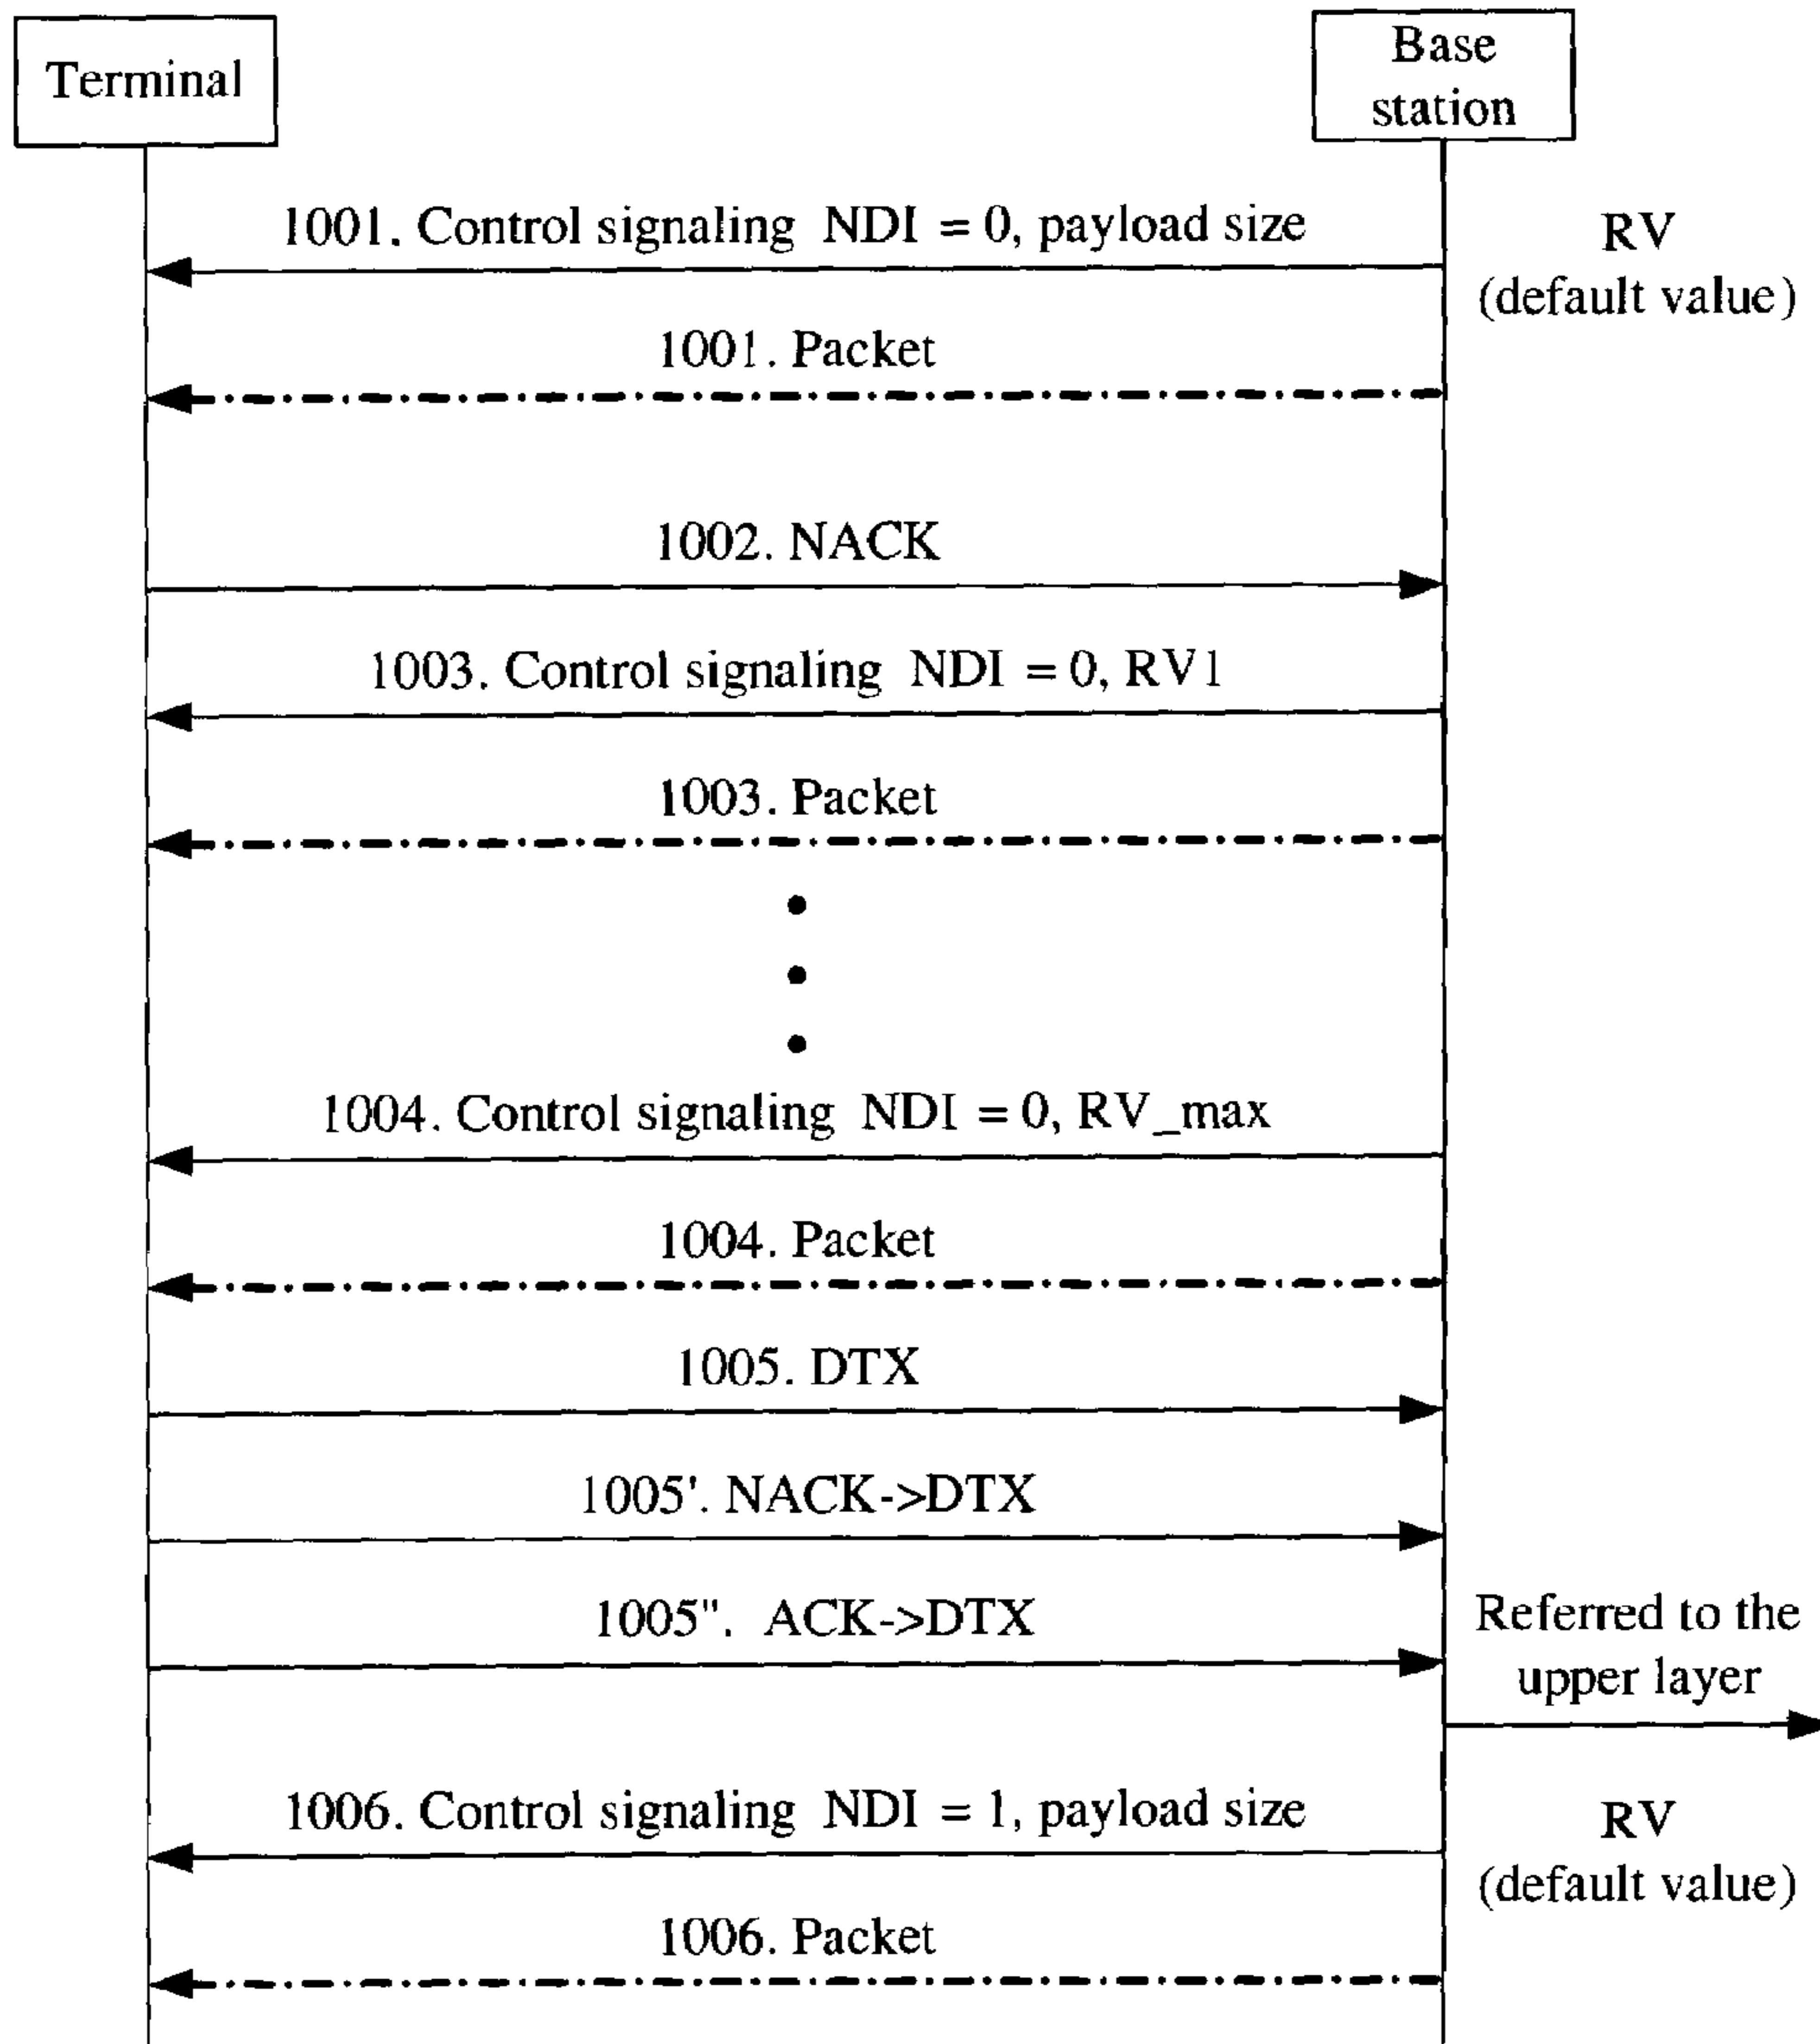 Terminal
Base
station
1001. Control signaling NDI = 0, payload size
RV
(default value)
1001. Packet
1002. NACK
1003. Control signaling NDI = 0, RV1
1003. Packet
1004. Control signaling NDI = 0, RV_max
1004. Packet
1005. DTX
1005'. NACK->DTX
1005". ACK->DTX
Referred to the
upper layer
1006. Control signaling NDI = 1, payload size
RV
(default value)
1006. Packet